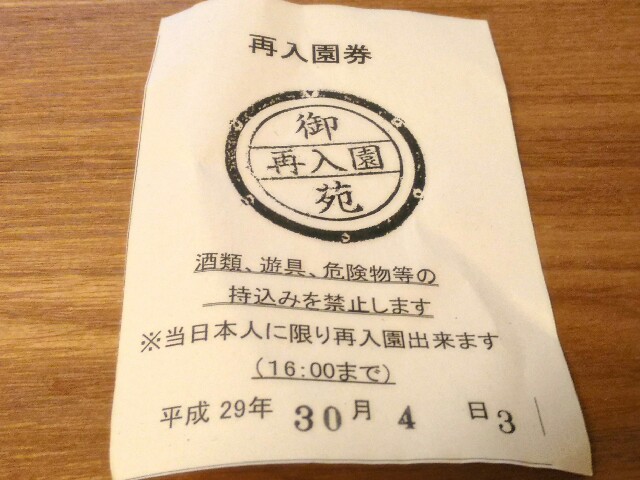 再入園券
御
再入園
苑
酒類、遊具、危険物等の
持込みを禁止します
※当日本人に限り再入園出来ます
(16:00まで)
平成 29年 30月 4 日3